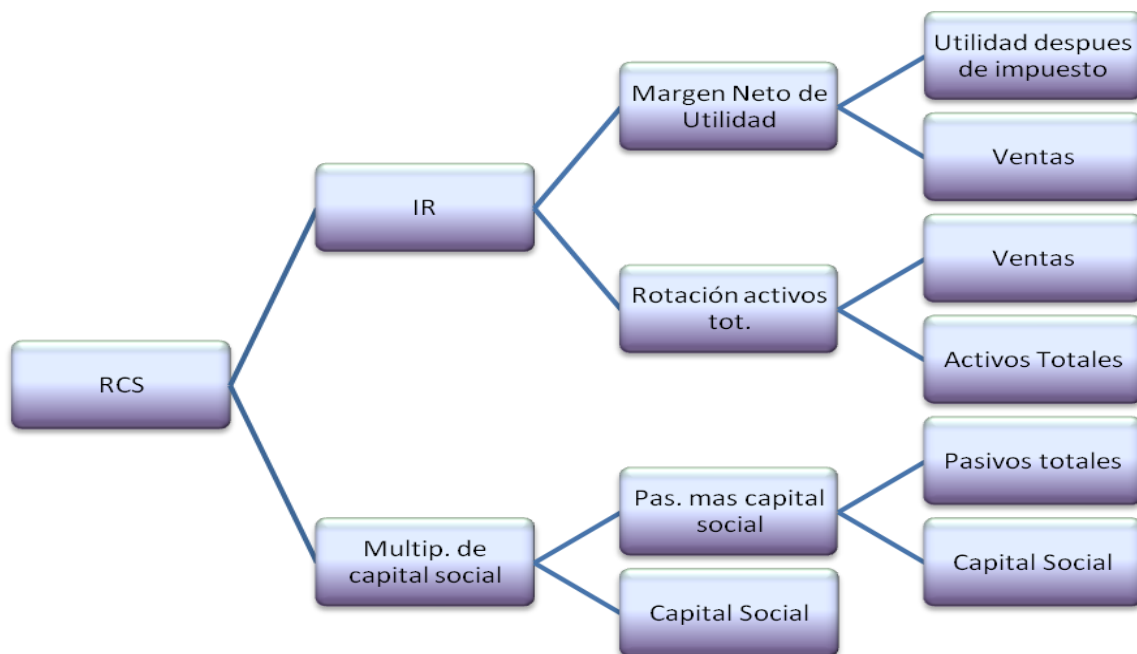 Utilidad despues
de impuesto
Margen Neto de
Utilidad
Ventas
IR
Ventas
Rotación activos
tot.
Activos Totales
RCS
Pasivos totales
Pas. mas capital
social
Multip. de
capital social
Capital Social
Capital Social